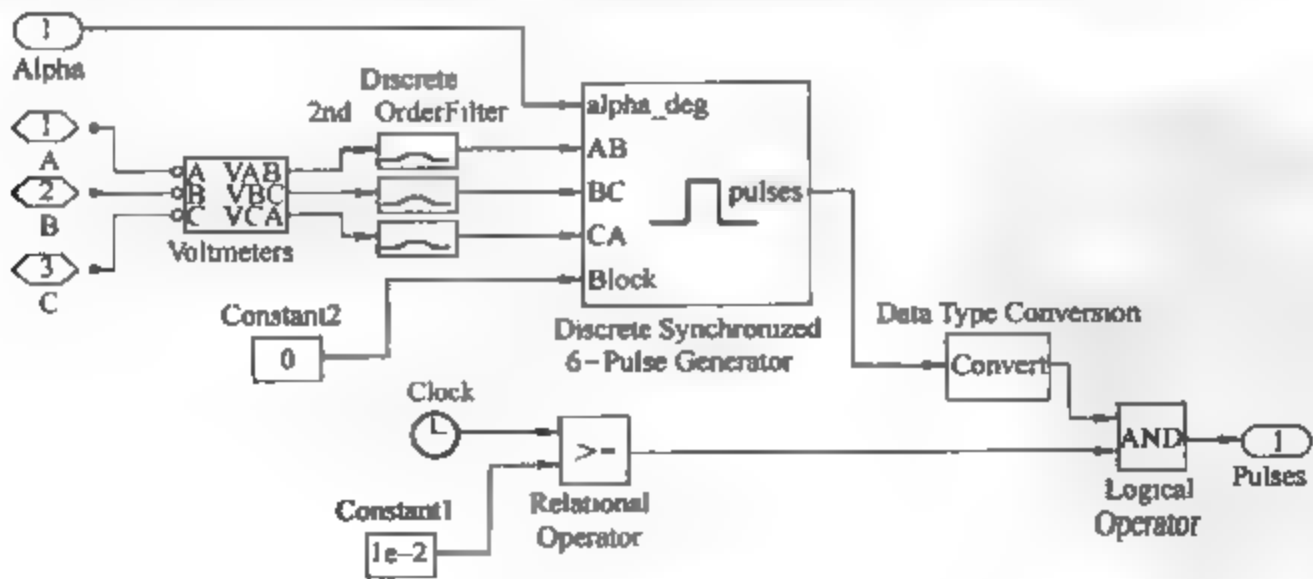 1
Alpha
1
A
2
B
3
C
A VAB
B VBC
C VCA
Voltmeters
Discrete
2nd OrderFilter
alpha_deg
AB
BC
CA
Block
pulses
Discrete Synchronized
6-Pulse Generator
Constant2
0
Clock
Constant1
1e-2
>=
Relational
Operator
Data Type Conversion
Convert
AND
Logical
Operator
1
Pulses